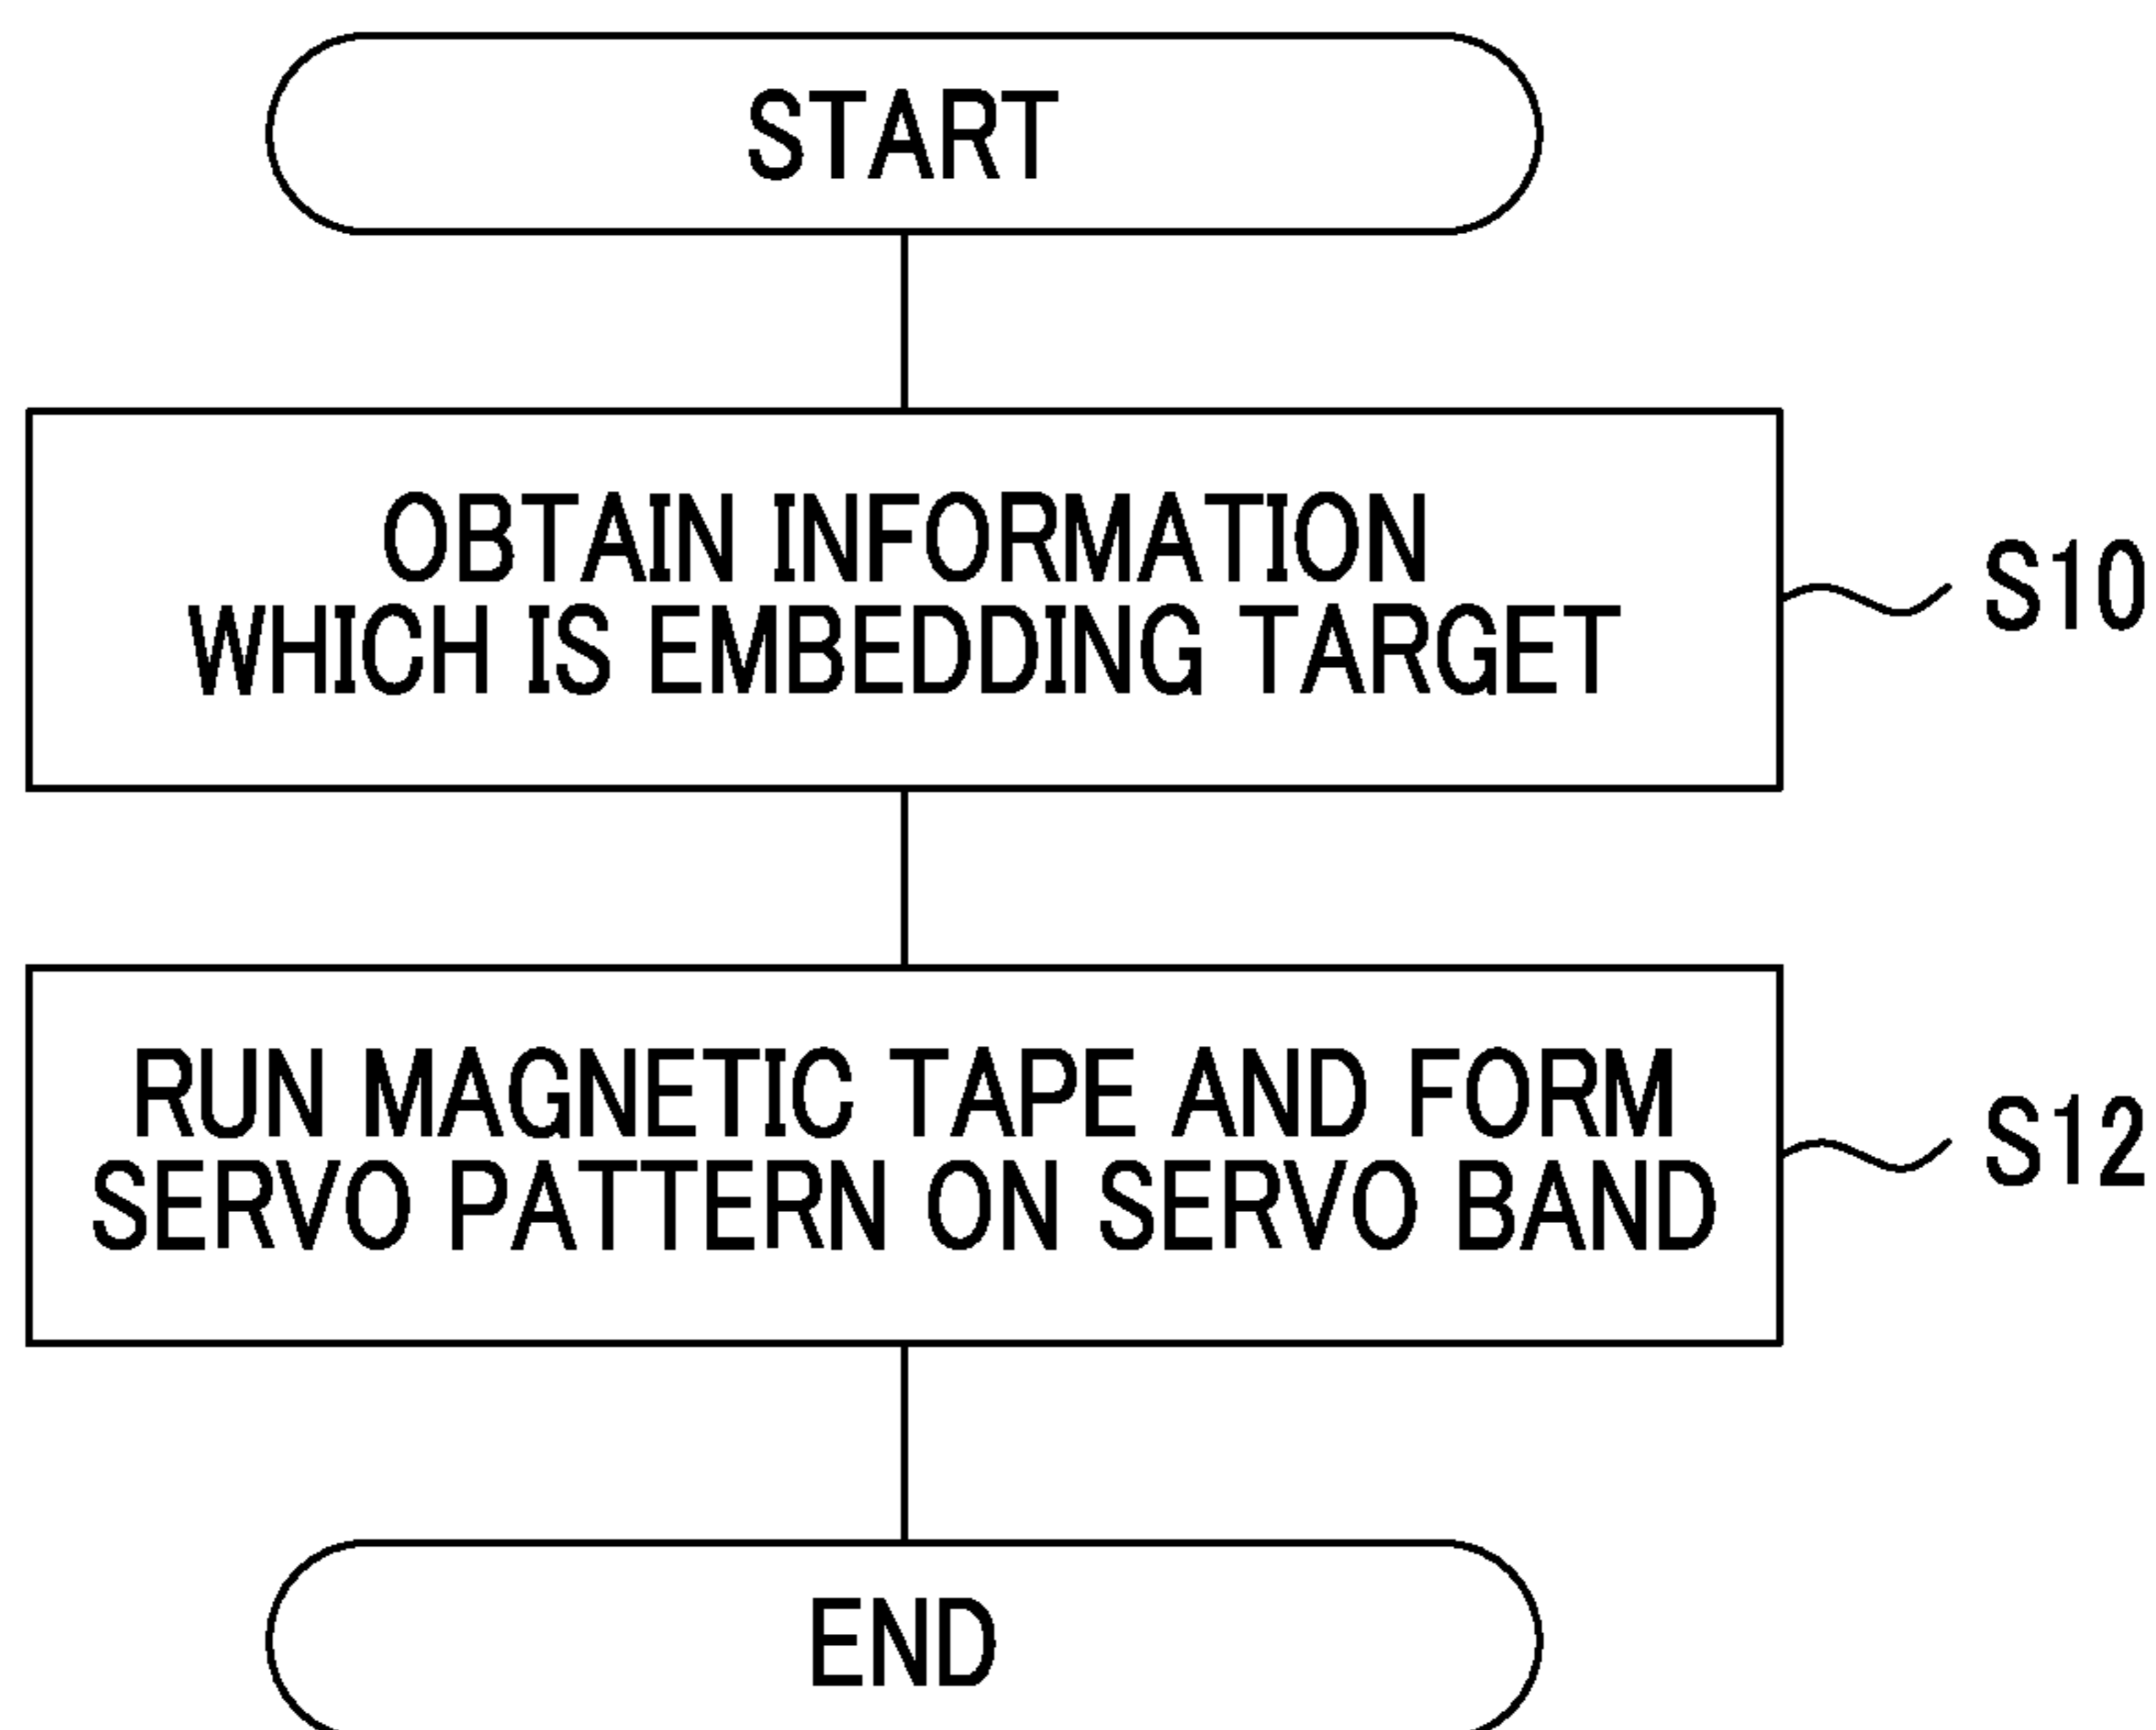 START
OBTAIN INFORMATION
WHICH IS EMBEDDING TARGET
S10
RUN MAGNETIC TAPE AND FORM
SERVO PATTERN ON SERVO BAND
S12
END